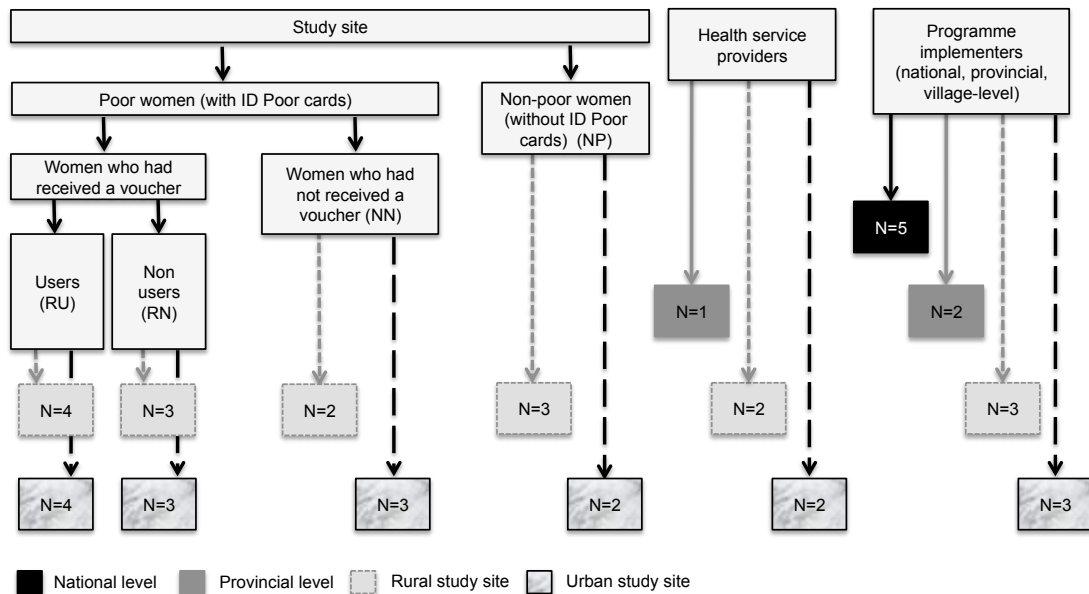 Study site
Health service
providers
Programme
implementers
(national, provincial,
village-level)
Poor women (with ID Poor cards)
Non-poor women
(without ID Poor
cards) (NP)
Women who had
received a voucher
Women who had
not received a
voucher (NN)
Users
(RU)
Non
users
(RN)
N=5
N=1
N=2
N=4
N=3
N=2
N=3
N=2
N=3
N=4
N=3
N=3
N=2
N=2
N=3
National level
Provincial level
Rural study site
Urban study site